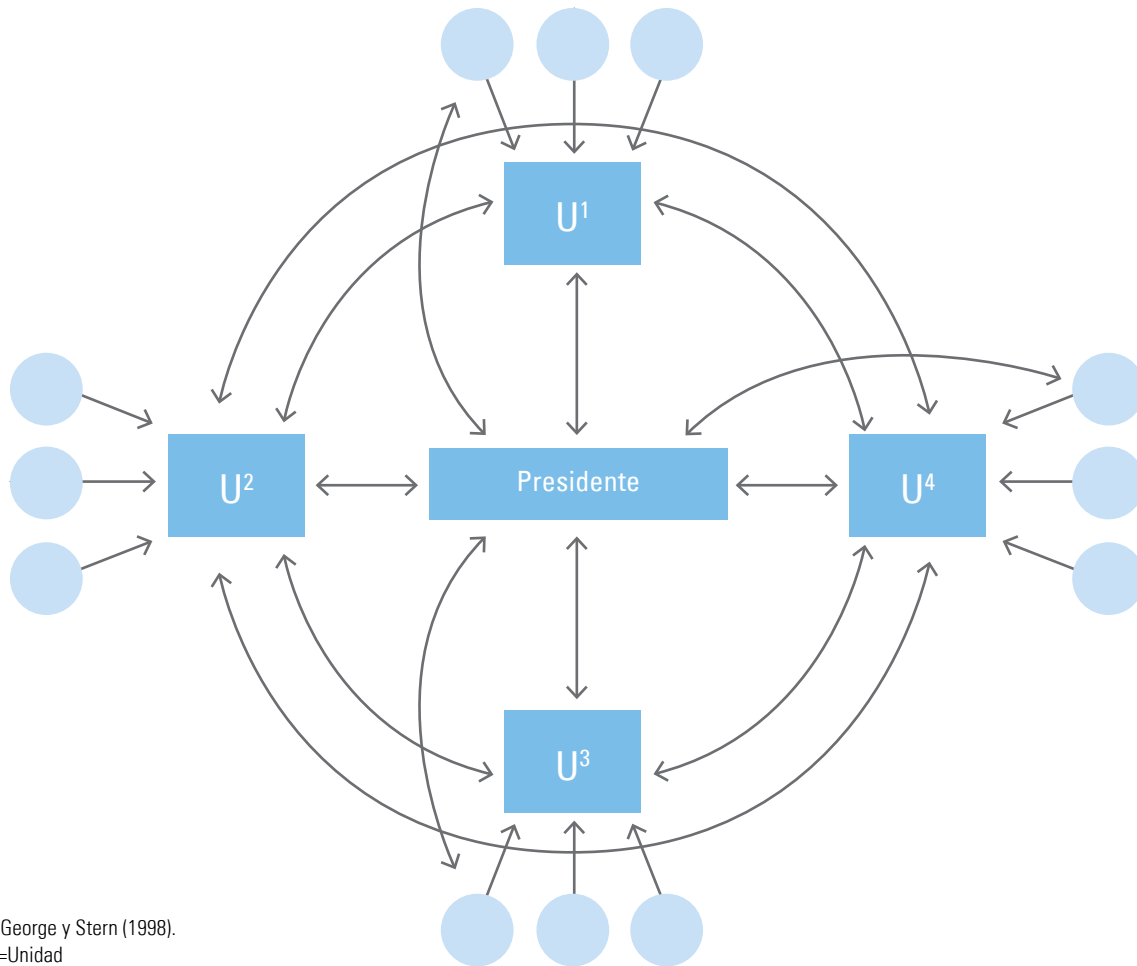 U¹
U²
Presidente
U⁴
U³
George y Stern (1998).
=Unidad